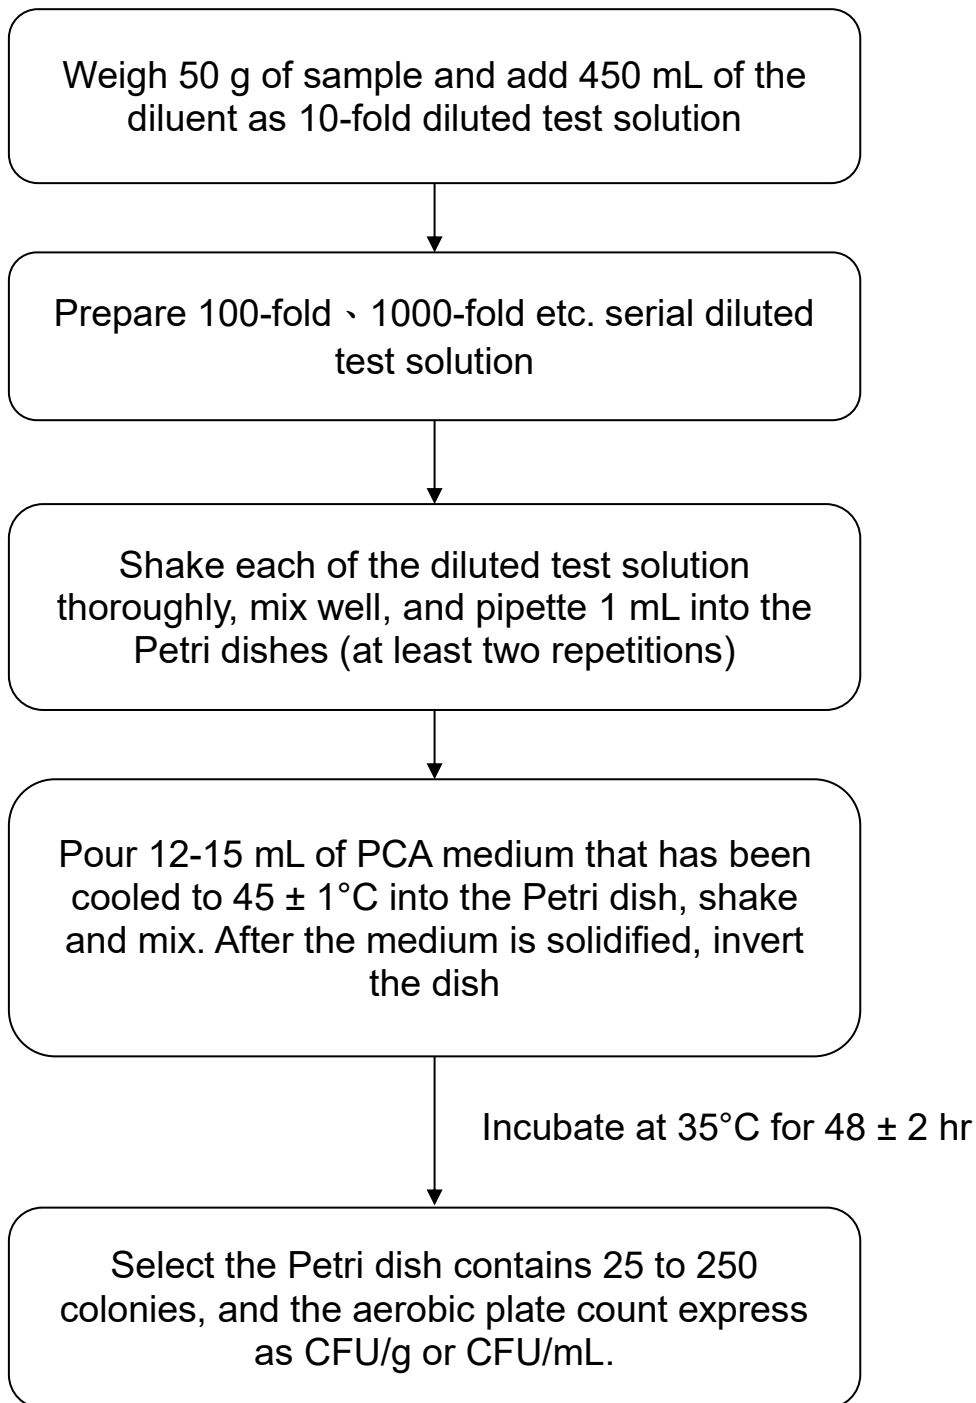 Weigh 50 g of sample and add 450 mL of the
diluent as 10-fold diluted test solution
Prepare 100-fold、1000-fold etc. serial diluted
test solution
Shake each of the diluted test solution
thoroughly, mix well, and pipette 1 mL into the
Petri dishes (at least two repetitions)
Pour 12-15 mL of PCA medium that has been
cooled to 45 ± 1°C into the Petri dish, shake
and mix. After the medium is solidified, invert
the dish
Incubate at 35°C for 48 ± 2 hr
Select the Petri dish contains 25 to 250
colonies, and the aerobic plate count express
as CFU/g or CFU/mL.